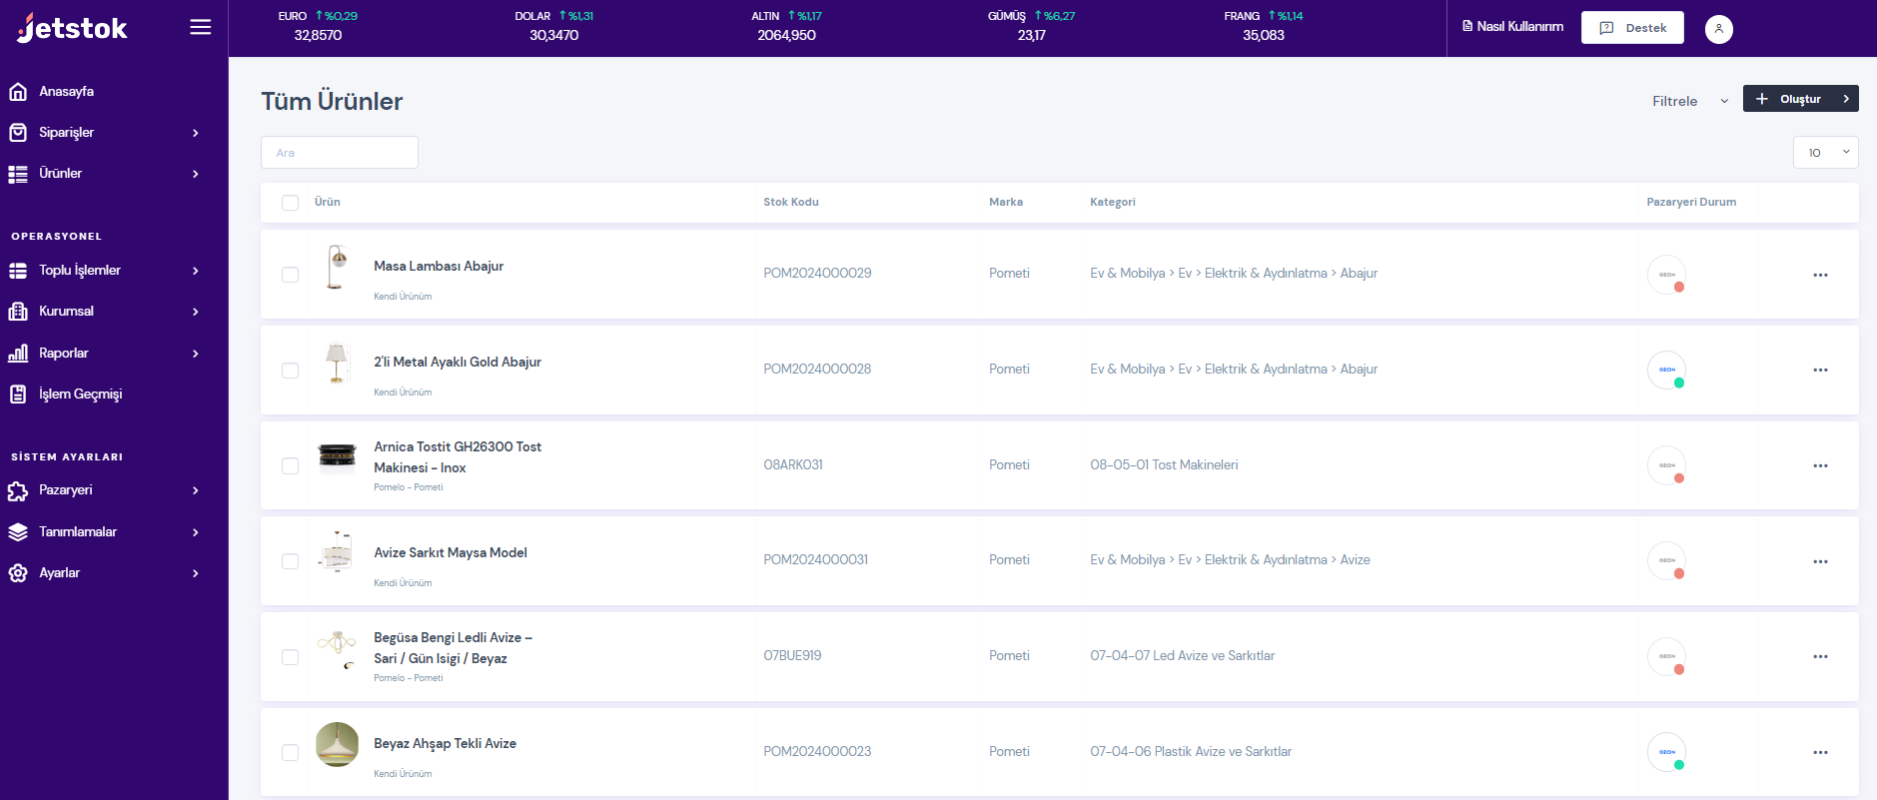 Jetstok
EURO %0,29
32,8570
DOLAR %1,31
30,3470
ALTIN %1,17
2064,950
GÜMÜŞ %6,27
23,17
FRANG %1,14
35,083
Nasıl Kullanırım
Destek
Anasayfa
Siparişler
Ürünler
OPERASYONEL
Toplu İşlemler
Kurumsal
Raporlar
İşlem Geçmişi
SİSTEM AYARLARI
Pazaryeri
Tanımlamalar
Ayarlar
Tüm Ürünler
Filtrele
+ Oluştur >
Ara
10
Ürün Stok Kodu Marka Kategori Pazaryeri Durum
Masa Lambası Abajur
Kendi Ürünüm
POM2024000029 Pometi Ev & Mobilya > Ev > Elektrik & Aydınlatma > Abajur OZON ...
2'li Metal Ayaklı Gold Abajur
Kendi Ürünüm
POM2024000028 Pometi Ev & Mobilya > Ev > Elektrik & Aydınlatma > Abajur OZON ...
Arnica Tostit GH26300 Tost
Makinesi - Inox
Pomelo - Pometi
08ARK031 Pometi 08-05-01 Tost Makineleri OZON ...
Avize Sarkıt Maysa Model
Kendi Ürünüm
POM2024000031 Pometi Ev & Mobilya > Ev > Elektrik & Aydınlatma > Avize OZON ...
Begüsa Bengi Ledli Avize –
Sari / Gün Isigi / Beyaz
Pomelo - Pometi
07BUE919 Pometi 07-04-07 Led Avize ve Sarkıtlar OZON ...
Beyaz Ahşap Tekli Avize
Kendi Ürünüm
POM2024000023 Pometi 07-04-06 Plastik Avize ve Sarkıtlar OZON ...